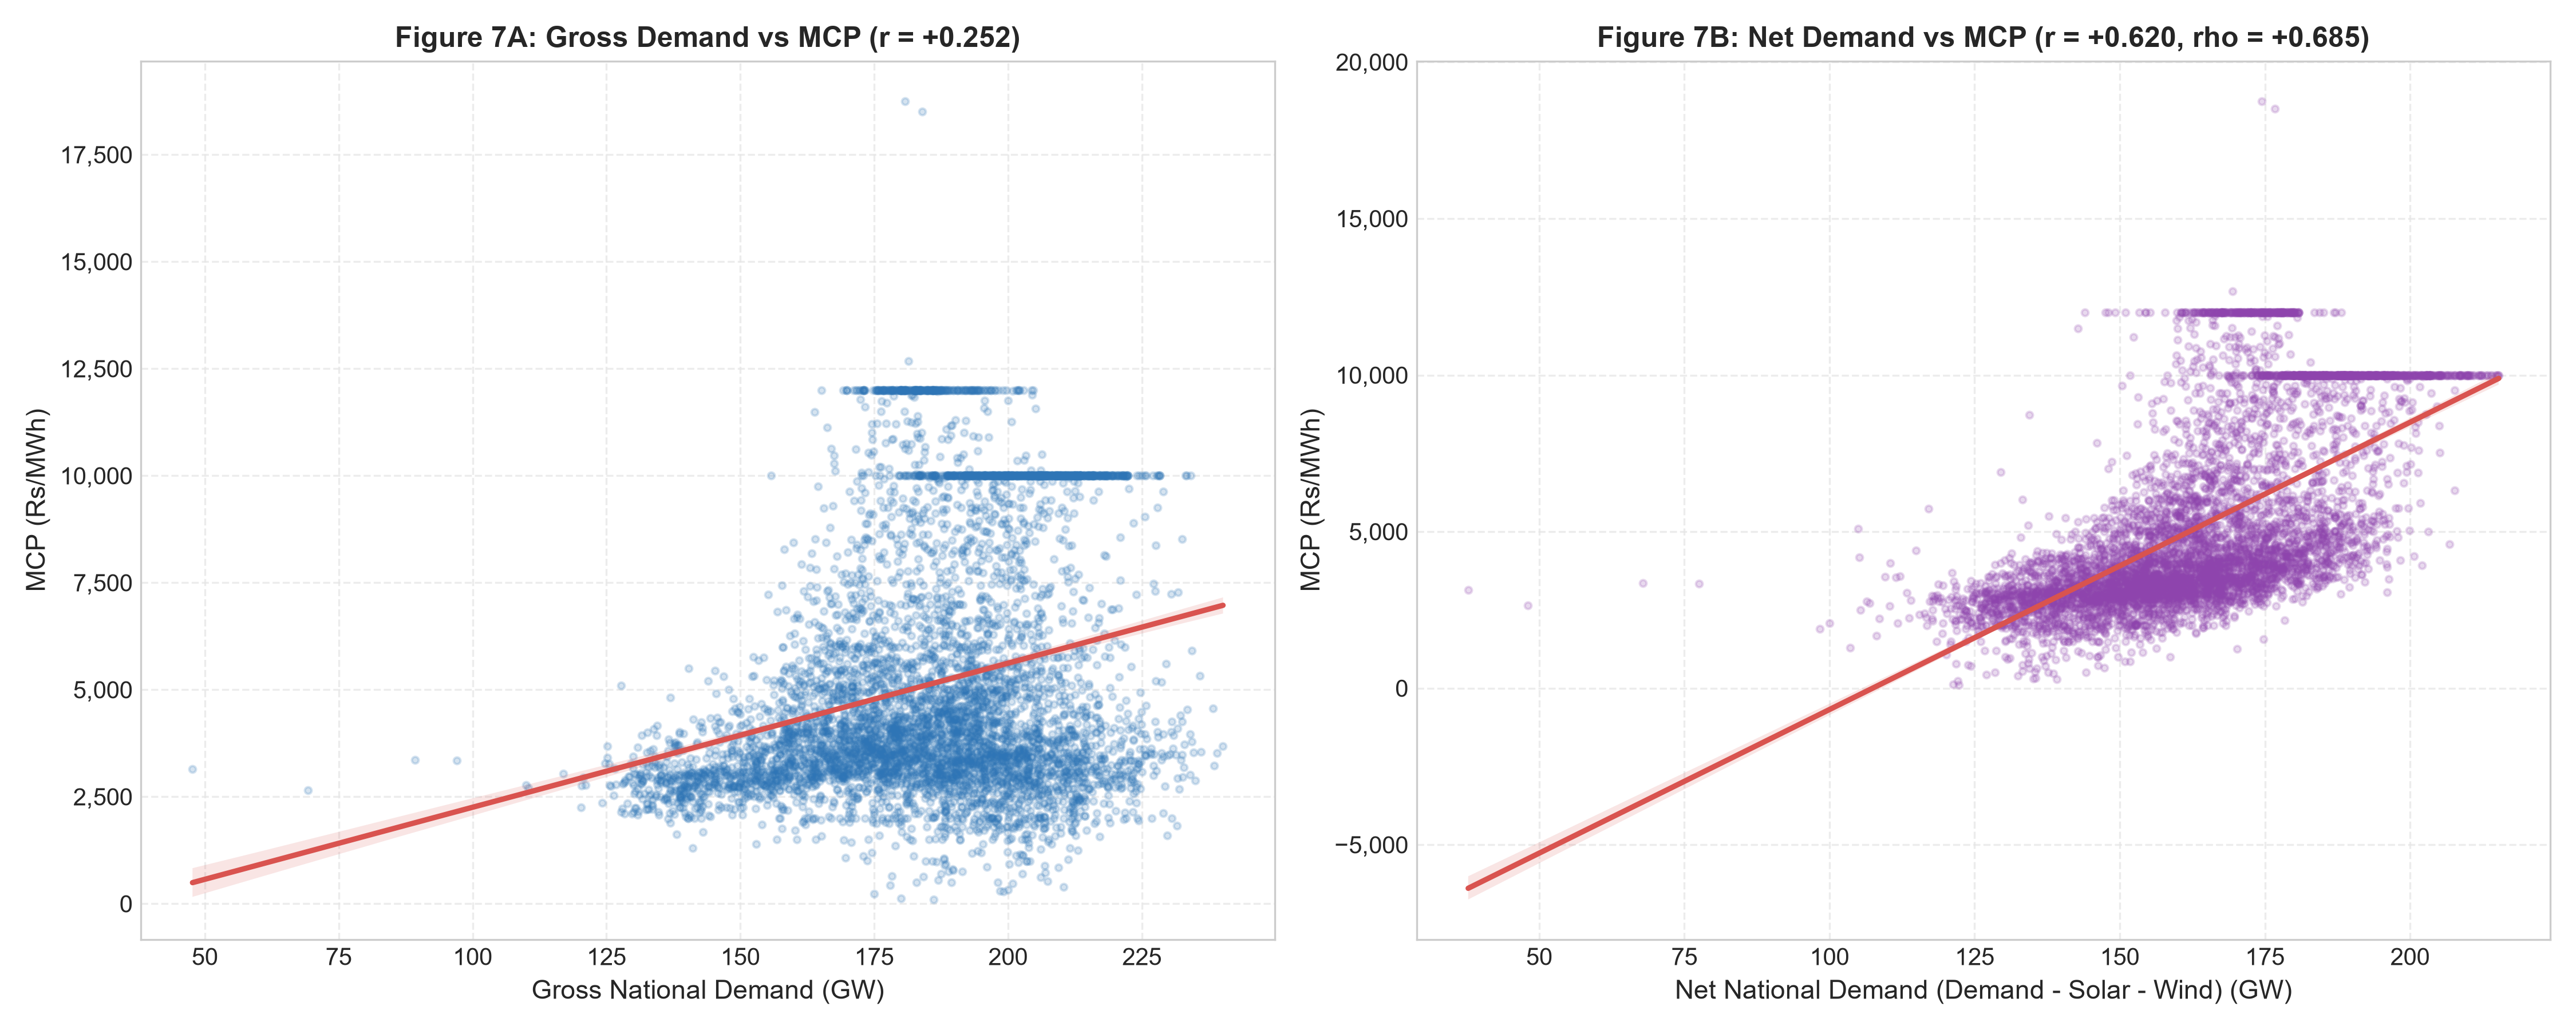 Figure 7A: Gross Demand vs MCP (r = +0.252)
17,500
15,000
12,500
10,000
7,500
5,000
2,500
0
MCP (Rs/MWh)
50 75 100 125 150 175 200 225
Gross National Demand (GW)
Figure 7B: Net Demand vs MCP (r = +0.620, rho = +0.685)
20,000
15,000
10,000
5,000
0
−5,000
MCP (Rs/MWh)
50 75 100 125 150 175 200
Net National Demand (Demand - Solar - Wind) (GW)